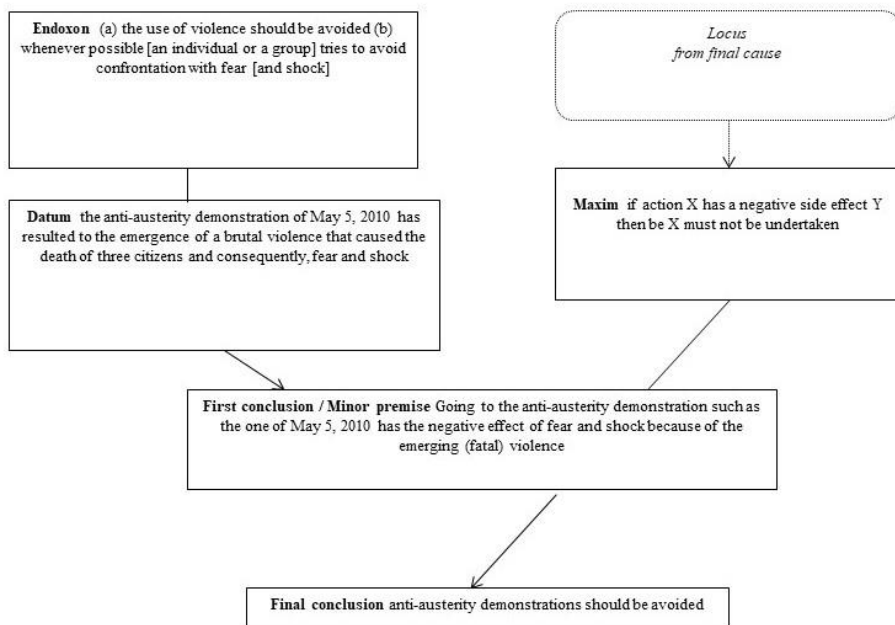 Endoxon (a) the use of violence should be avoided (b)
whenever possible [an individual or a group] tries to avoid
confrontation with fear [and shock]
Locus
from final cause
Datum the anti-austerity demonstration of May 5, 2010 has
resulted to the emergence of a brutal violence that caused the
death of three citizens and consequently, fear and shock
Maxim if action X has a negative side effect Y
then be X must not be undertaken
First conclusion / Minor premise Going to the anti-austerity demonstration such as
the one of May 5, 2010 has the negative effect of fear and shock because of the
emerging (fatal) violence
Final conclusion anti-austerity demonstrations should be avoided